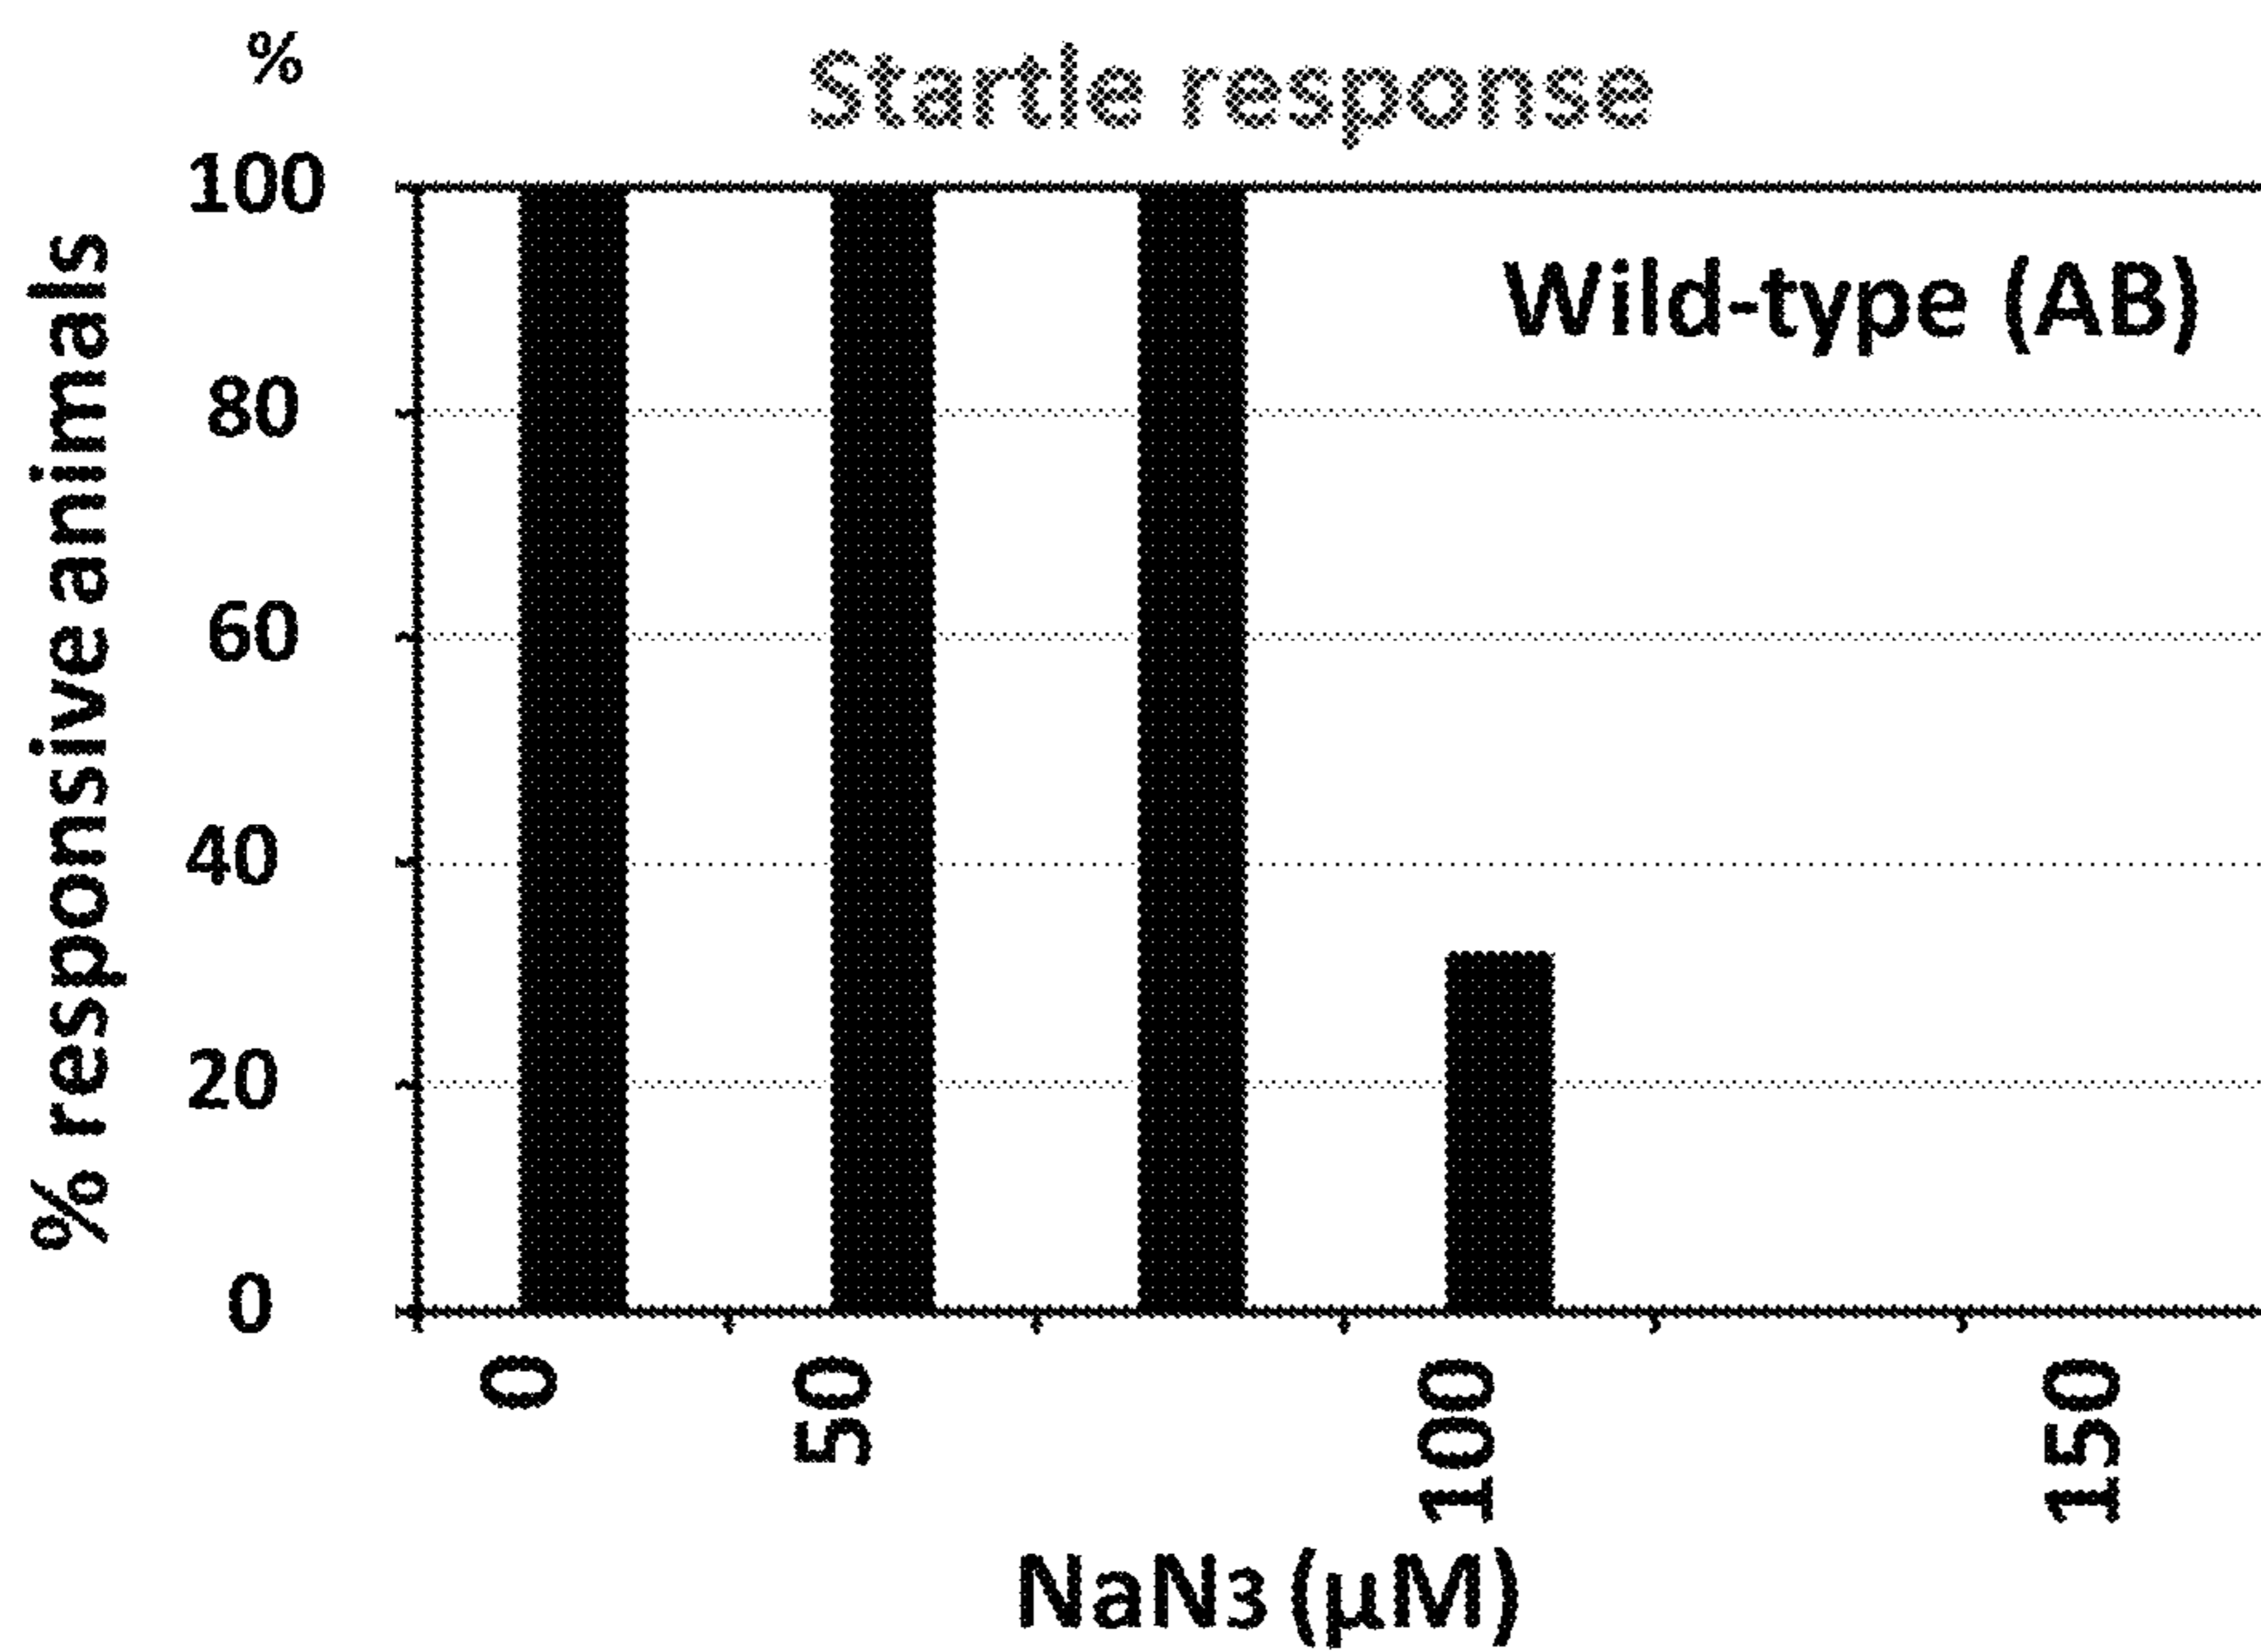 %
Startle response
100
80
60
40
20
0
% responsive animals
Wild-type (AB)
0
50
100
150
NaN3 (μM)